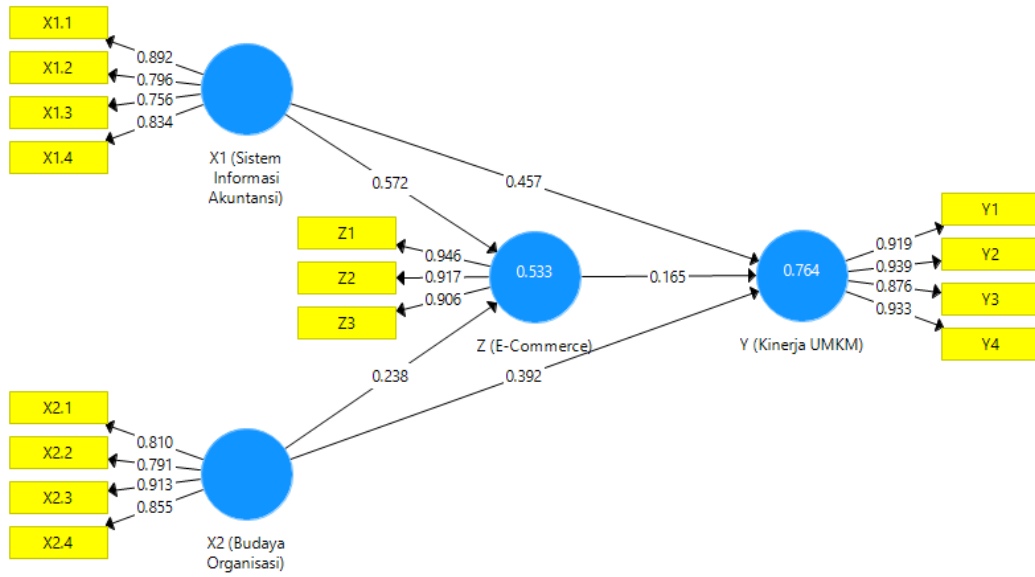 X1.1
X1.2
X1.3
X1.4
0.892
0.796
0.756
0.834
X1 (Sistem
Informasi
Akuntansi)
0.572
0.457
Z1
Z2
Z3
0.946
0.917
0.906
0.533
Z (E-Commerce)
0.165
0.764
Y (Kinerja UMKM)
0.919
0.939
0.876
0.933
Y1
Y2
Y3
Y4
0.238
0.392
X2.1
X2.2
X2.3
X2.4
0.810
0.791
0.913
0.855
X2 (Budaya
Organisasi)